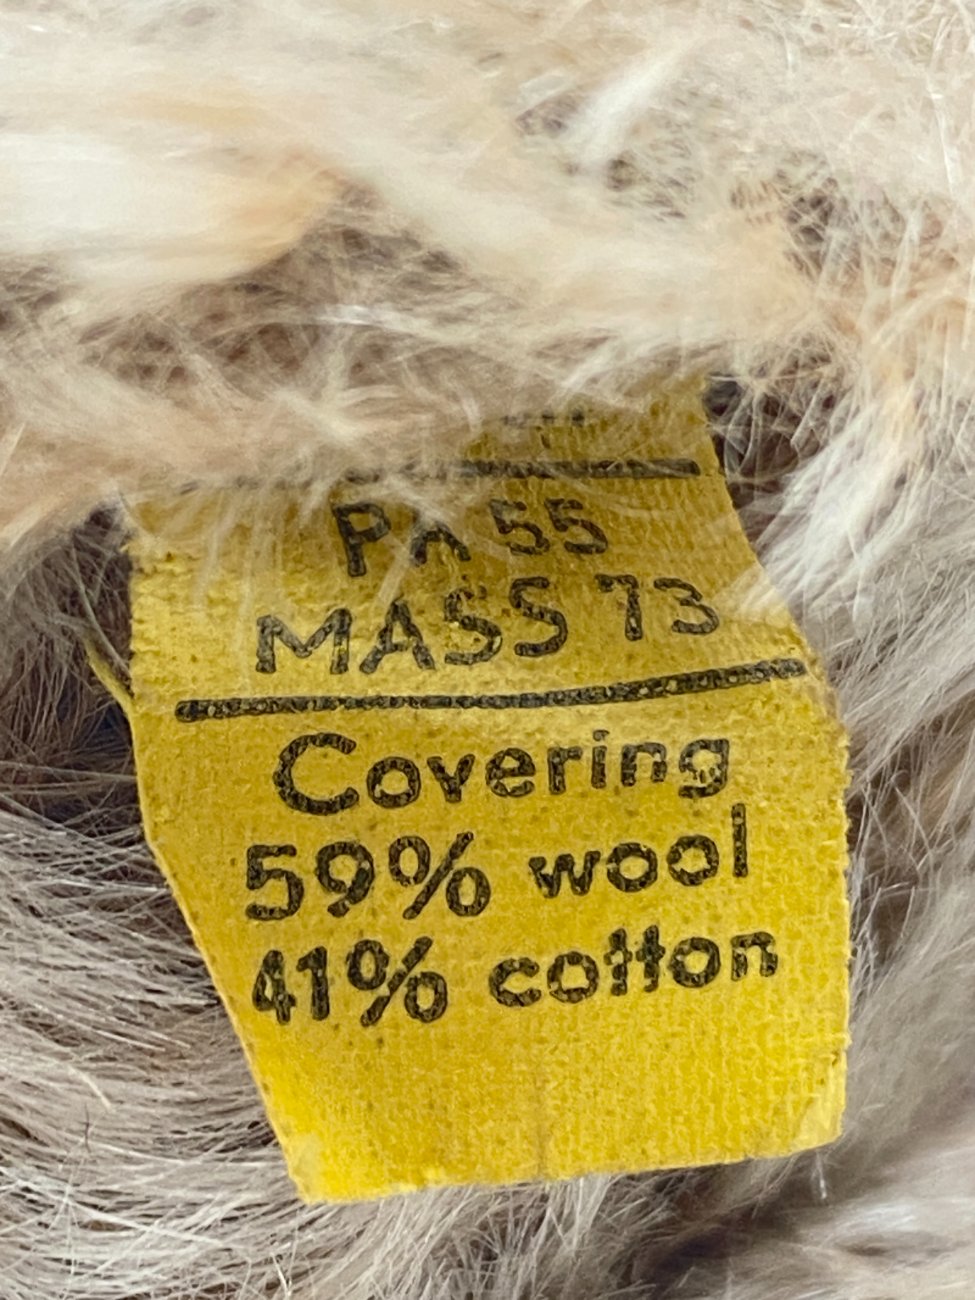 PA 55
MASS 73
Covering
59% wool
41% cotton